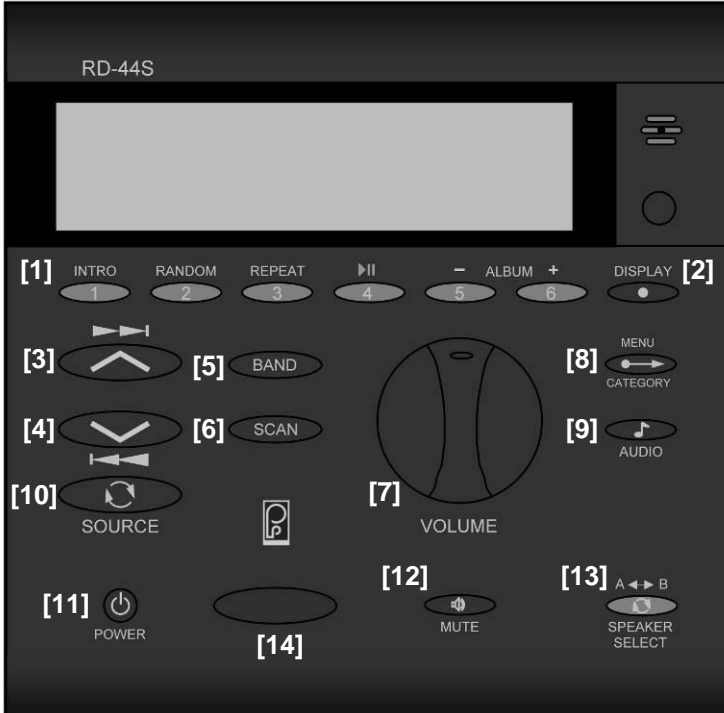 RD-44S
[1] INTRO RANDOM REPEAT ALBUM DISPLAY [2]
1 2 3 4 5 6
MENU
[3] [5] BAND [8]
CATEGORY
[4] [6] SCAN [9]
AUDIO
[10] [7]
SOURCE VOLUME
[12] [13] A B
[11]
POWER MUTE SPEAKER
SELECT
[14]